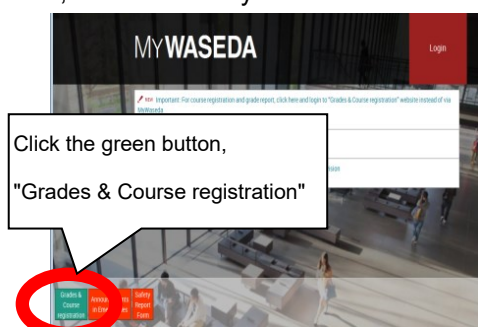 MYWASEDA
Login
NEW Important: For course registration and grade report, click here and login to "Grades & Course registration" website instead of via
MyWaseda
Click the green button,
"Grades & Course registration"
Grades &
Course
registration
Safety
Report
Form